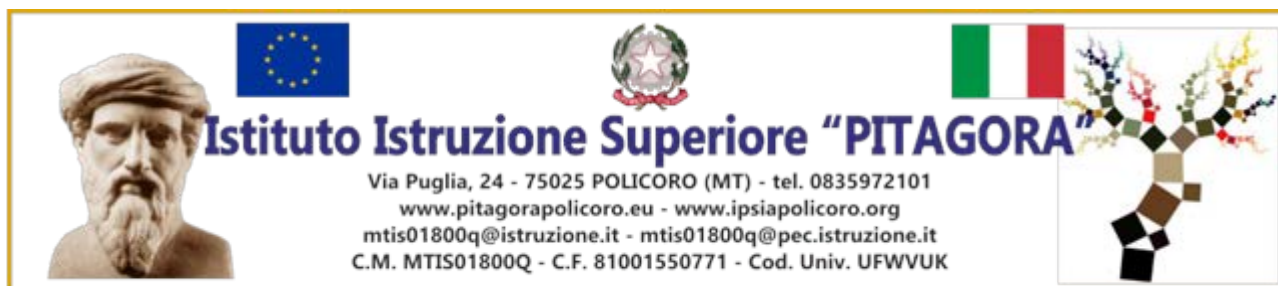 Istituto Istruzione Superiore “PITAGORA”
Via Puglia, 24 - 75025 POLICORO (MT) - tel. 0835972101
www.pitagorapolicoro.eu - www.ipsiapolicoro.org
mtis01800q@istruzione.it - mtis01800q@pec.istruzione.it
C.M. MTIS01800Q - C.F. 81001550771 - Cod. Univ. UFWVUK